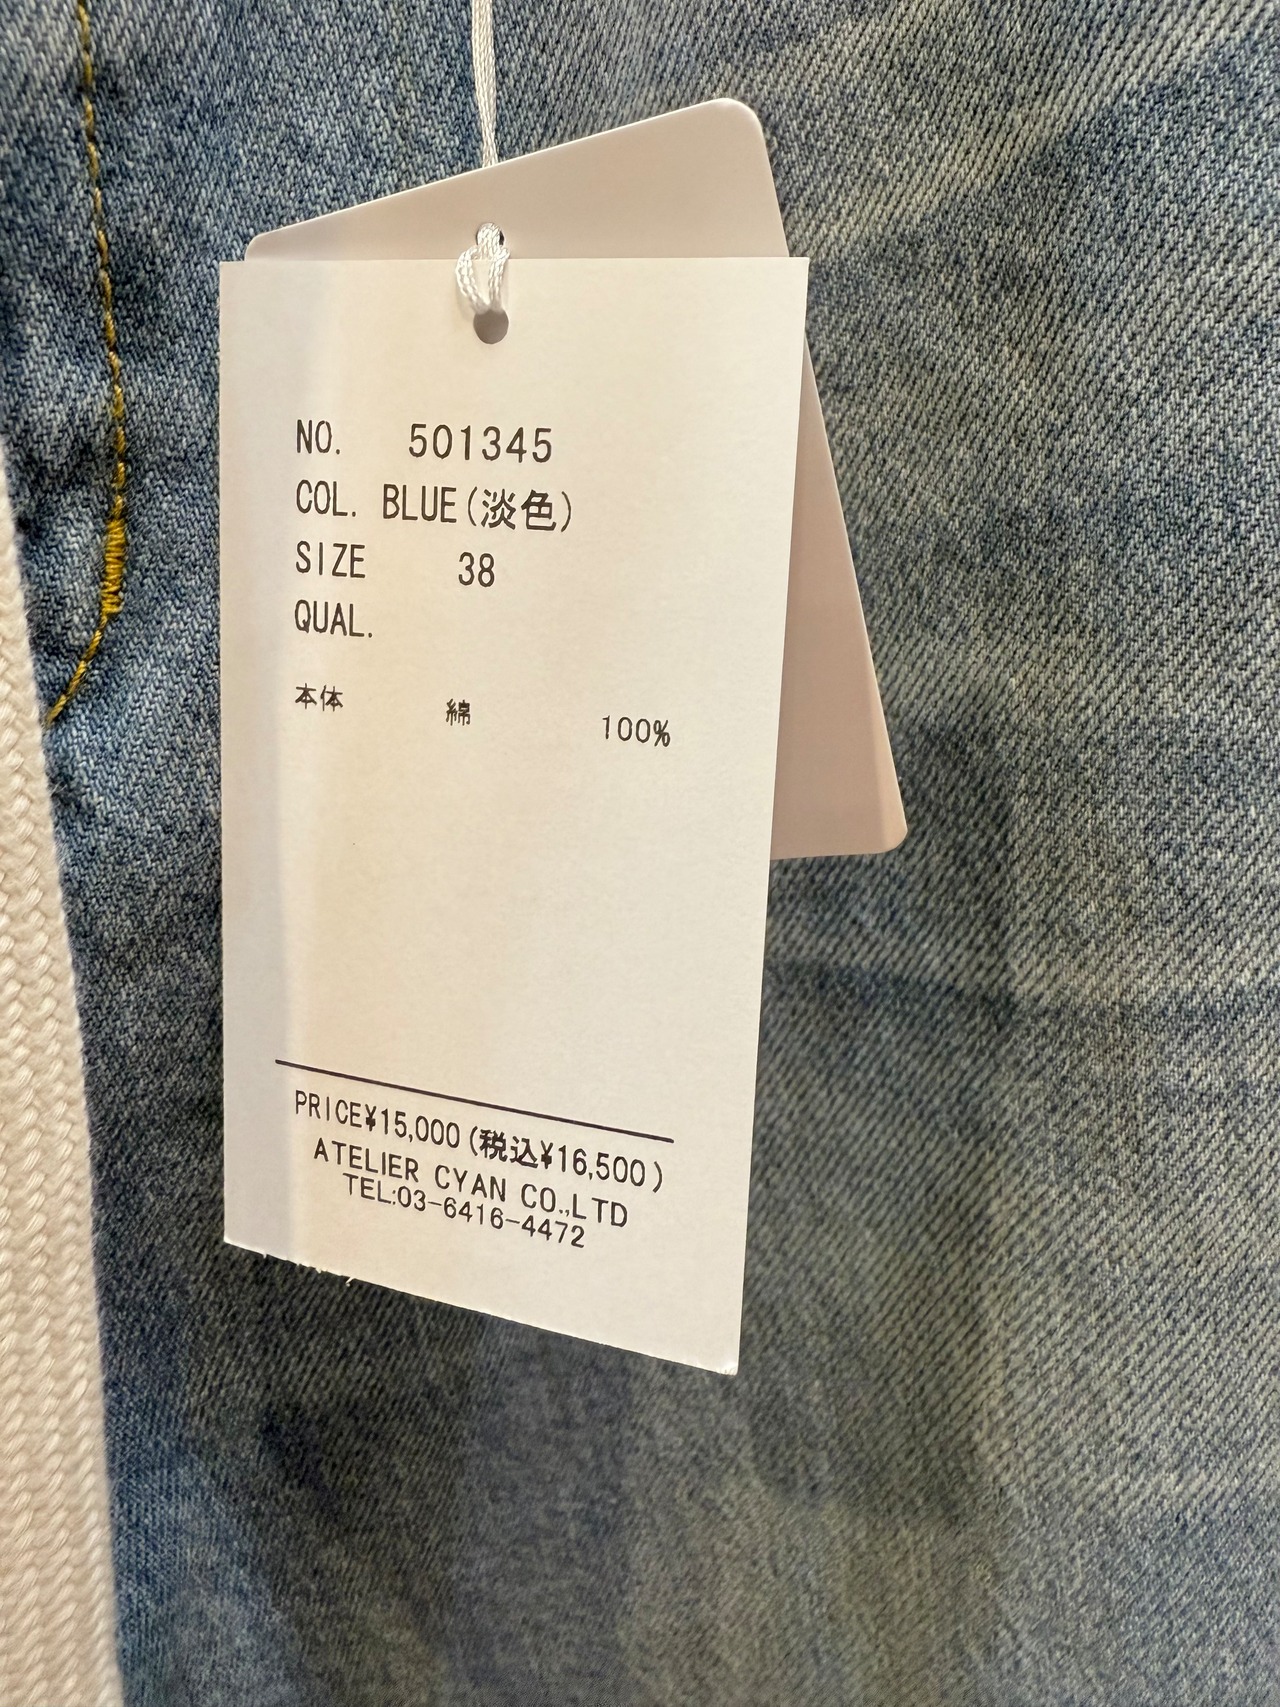 NO. 501345
COL. BLUE(淡色)
SIZE 38
QUAL.
本体 綿 100%
PRICE¥15,000(税込¥16,500)
ATELIER CYAN CO.,LTD
TEL:03-6416-4472